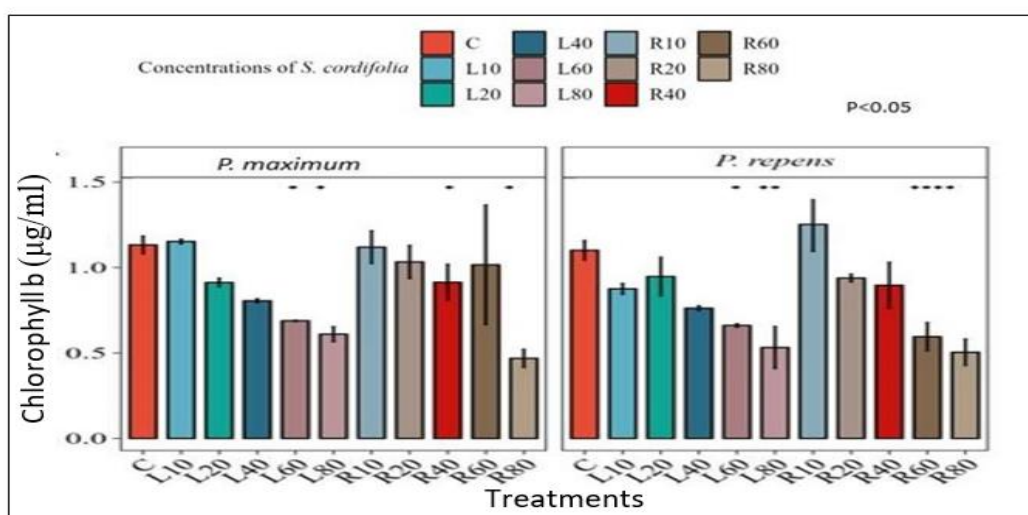 C L40 R10 R60
Concentrations of S. cordifolia L10 L60 R20 R80
L20 L80 R40
P<0.05
P. maximum P. repens
Chlorophyll b (µg/ml)
1.5
1.0
0.5
0.0
C L10 L20 L40 L60 L80 R10 R20 R40 R60 R80 C L10 L20 L40 L60 L80 R10 R20 R40 R60 R80
Treatments